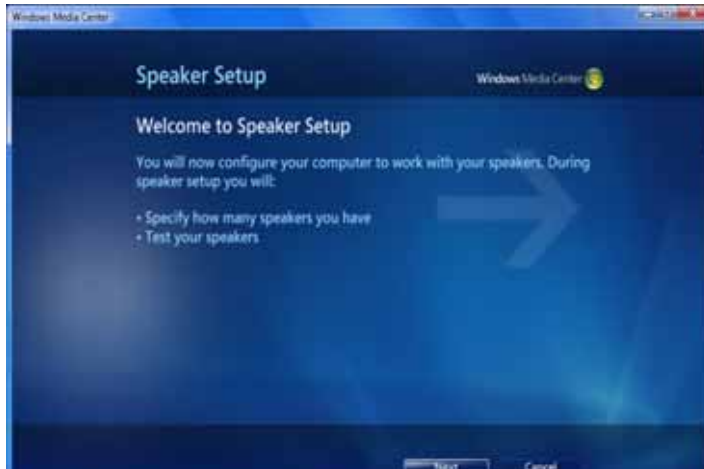 Windows Media Center
Speaker Setup
Windows Media Center
Welcome to Speaker Setup
You will now configure your computer to work with your speakers. During
speaker setup you will:
• Specify how many speakers you have
• Test your speakers
Next Cancel